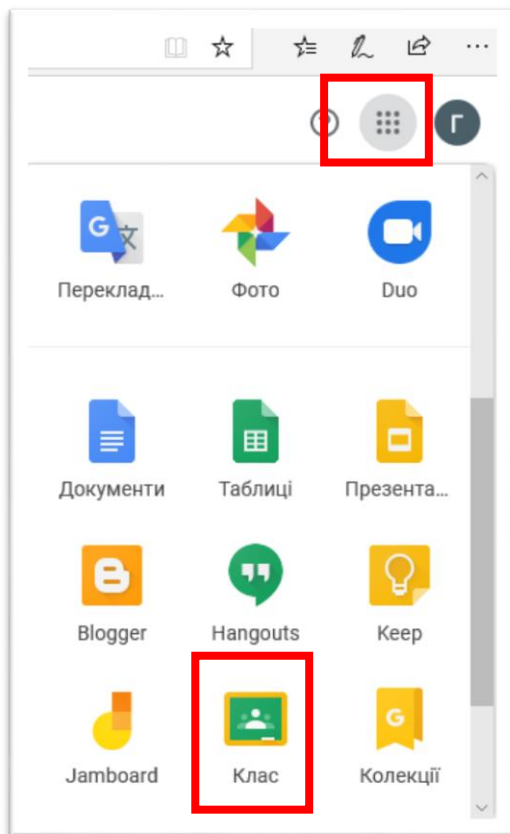 Г
Переклад... Фото Duo
Документи Таблиці Презента...
Blogger Hangouts Keep
Jamboard Клас Колекції